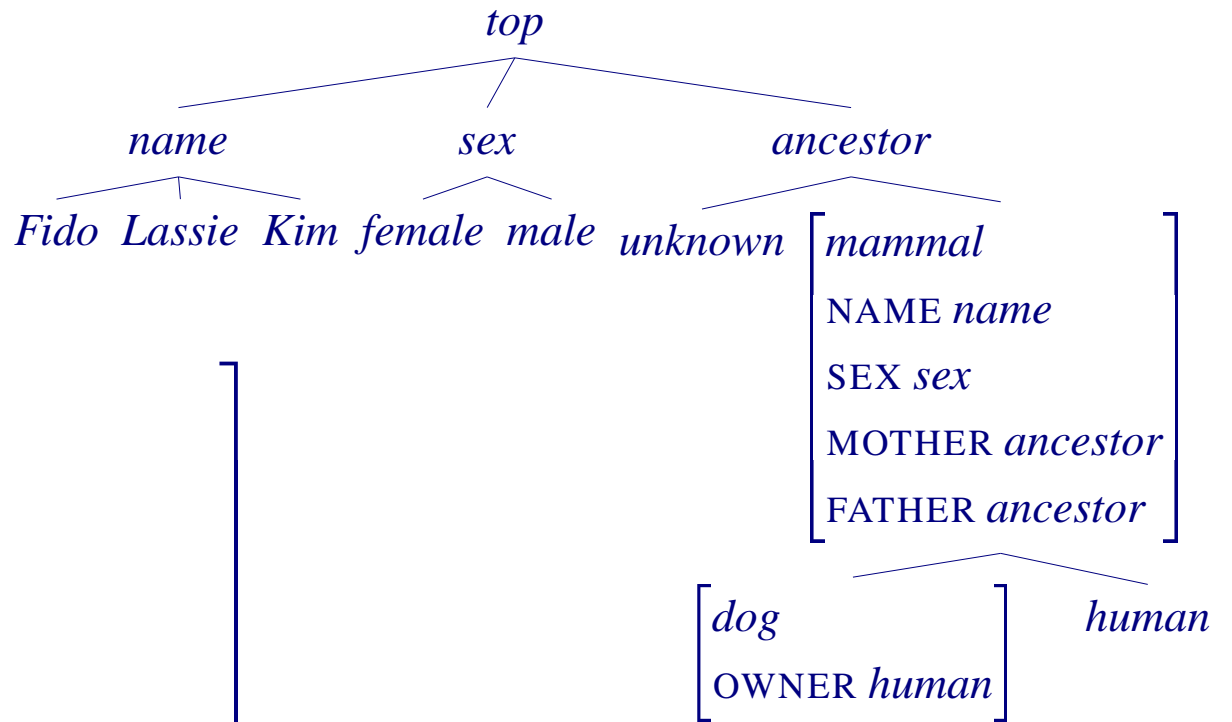 top
name sex ancestor
Fido Lassie Kim female male unknown mammal
NAME name
SEX sex
MOTHER ancestor
FATHER ancestor
dog human
OWNER human